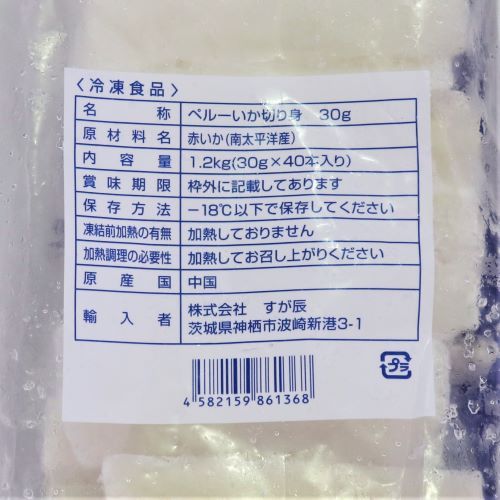 〈冷凍食品〉
名称 ペルーいか切り身 30g
原材料名 赤いか(南太平洋産)
内容量 1.2kg(30g×40本入り)
賞味期限 枠外に記載してあります
保存方法 −18℃以下で保存してください
凍結前加熱の有無 加熱しておりません
加熱調理の必要性 加熱してお召し上がりください
原産国 中国
輸入者 株式会社 すが辰
茨城県神栖市波崎新港3-1
プラ
4 582159 861368